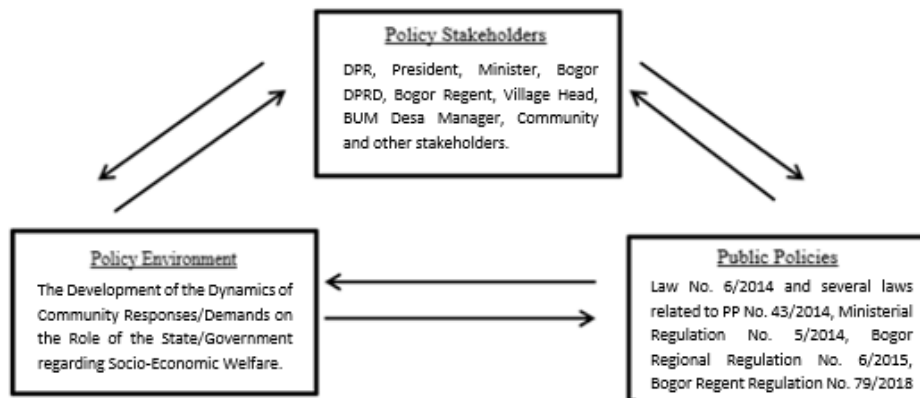 Policy Stakeholders
DPR, President, Minister, Bogor
DPRD, Bogor Regent, Village Head,
BUM Desa Manager, Community
and other stakeholders.
Policy Environment
The Development of the Dynamics of
Community Responses/Demands on
the Role of the State/Government
regarding Socio-Economic Welfare.
Public Policies
Law No. 6/2014 and several laws
related to PP No. 43/2014, Ministerial
Regulation No. 5/2014, Bogor
Regional Regulation No. 6/2015,
Bogor Regent Regulation No. 79/2018